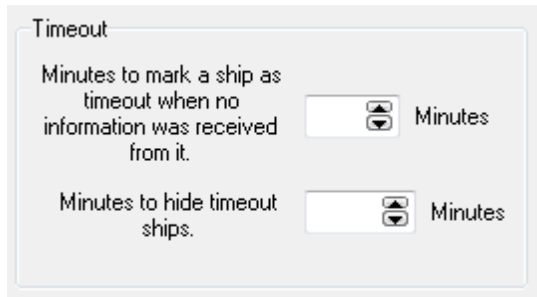 Timeout
Minutes to mark a ship as
timeout when no
information was received
from it.
Minutes
Minutes to hide timeout
ships.
Minutes